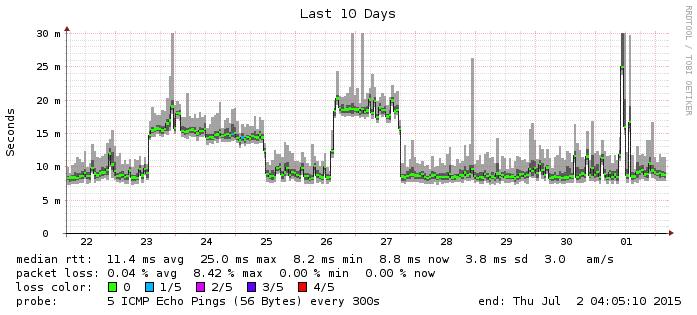 Last 10 Days
RRDTOOL / TOBI OETIKER
Seconds
30 m
25 m
20 m
15 m
10 m
5 m
0
22 23 24 25 26 27 28 29 30 01
median rtt: 11.4 ms avg 25.0 ms max 8.2 ms min 8.8 ms now 3.8 ms sd 3.0 am/s
packet loss: 0.04 % avg 8.42 % max 0.00 % min 0.00 % now
loss color: 0 1/5 2/5 3/5 4/5
probe: 5 ICMP Echo Pings (56 Bytes) every 300s end: Thu Jul 2 04:05:10 2015